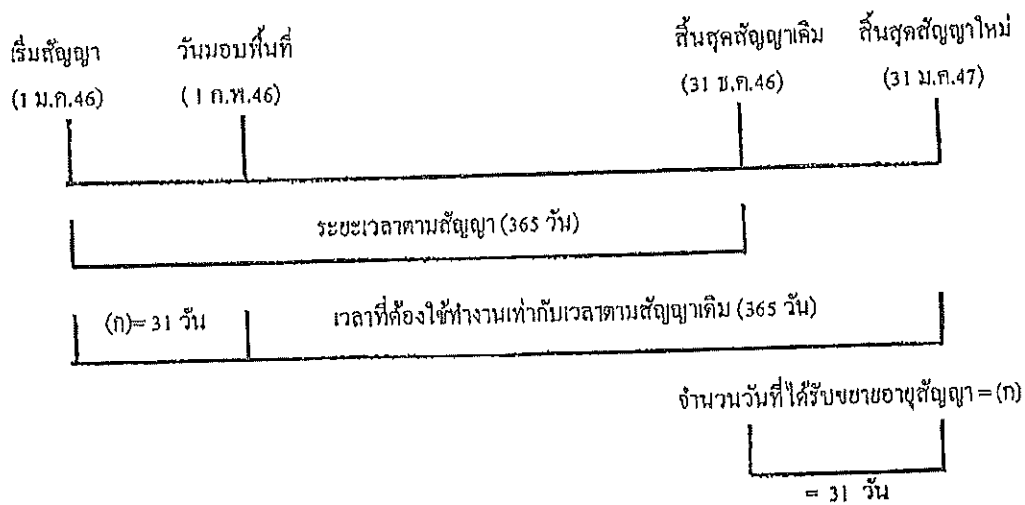 เริ่มสัญญา วันมอบพื้นที่ สิ้นสุดสัญญาเดิม สิ้นสุดสัญญาใหม่
(1 ม.ค.46) (1 ก.พ.46) (31 ธ.ค.46) (31 ม.ค.47)
ระยะเวลาตามสัญญา (365 วัน)
(ก)= 31 วัน เวลาที่ต้องใช้ทำงานเท่ากับเวลาตามสัญญาเดิม (365 วัน)
จำนวนวันที่ได้รับขยายอายุสัญญา = (ก)
= 31 วัน